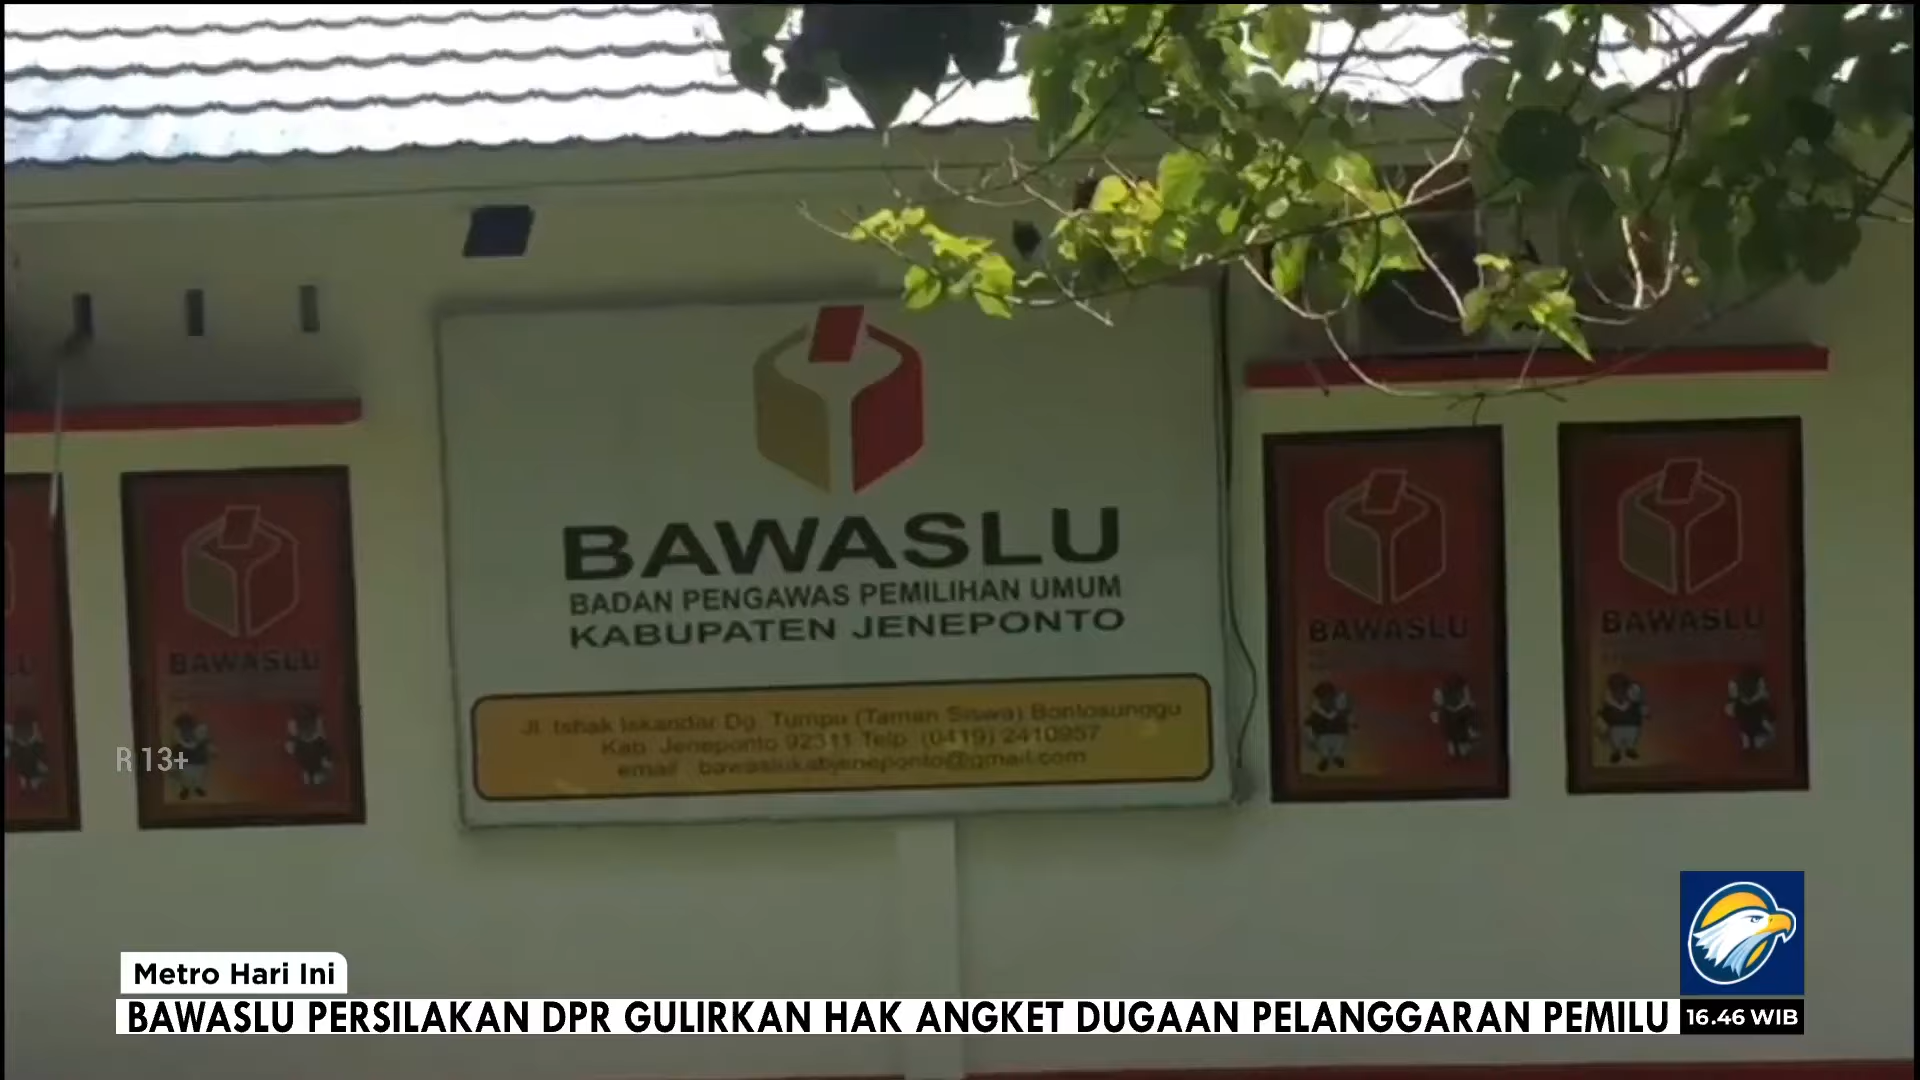 BAWASLU
BADAN PENGAWAS PEMILIHAN UMUM
KABUPATEN JENEPONTO
Jl. Ishak Iskandar Dg. Tumpu (Taman Siswa) Bontosunggu
Kab. Jeneponto 92311 Telp. (0419) 2410957
email : bawaslukabjeneponto@gmail.com
BAWASLU
BAWASLU
BAWASLU
R 13+
Metro Hari Ini
BAWASLU PERSILAKAN DPR GULIRKAN HAK ANGKET DUGAAN PELANGGARAN PEMILU
16.46 WIB